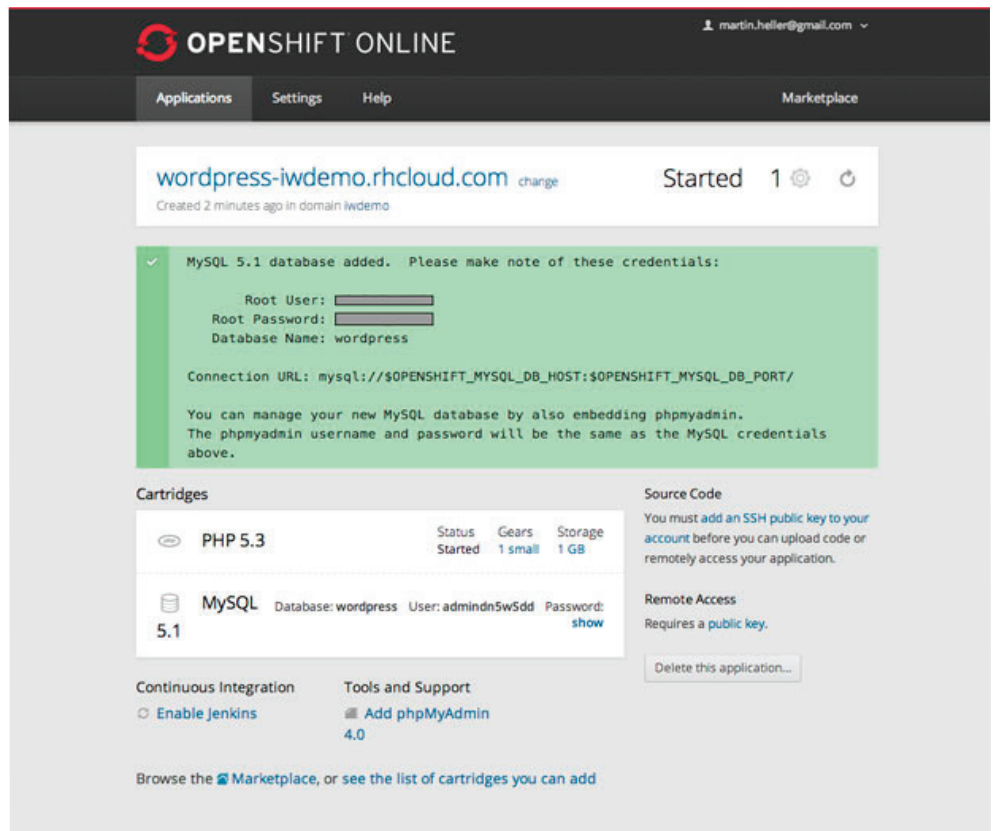 OPENSHIFT ONLINE
martin.heller@gmail.com
Applications Settings Help Marketplace
wordpress-iwdemo.rhcloud.com change Started 1
Created 2 minutes ago in domain iwdemo
MySQL 5.1 database added. Please make note of these credentials:
Root User:
Root Password:
Database Name: wordpress
Connection URL: mysql://$OPENSHIFT_MYSQL_DB_HOST:$OPENSHIFT_MYSQL_DB_PORT/
You can manage your new MySQL database by also embedding phpmyadmin.
The phpmyadmin username and password will be the same as the MySQL credentials
above.
Cartridges
PHP 5.3 Status Gears Storage
Started 1 small 1 GB
MySQL Database: wordpress User: admindn5wSdd Password:
5.1 show
Source Code
You must add an SSH public key to your
account before you can upload code or
remotely access your application.
Remote Access
Requires a public key.
Delete this application...
Continuous Integration
Enable Jenkins
Tools and Support
Add phpMyAdmin
4.0
Browse the Marketplace, or see the list of cartridges you can add